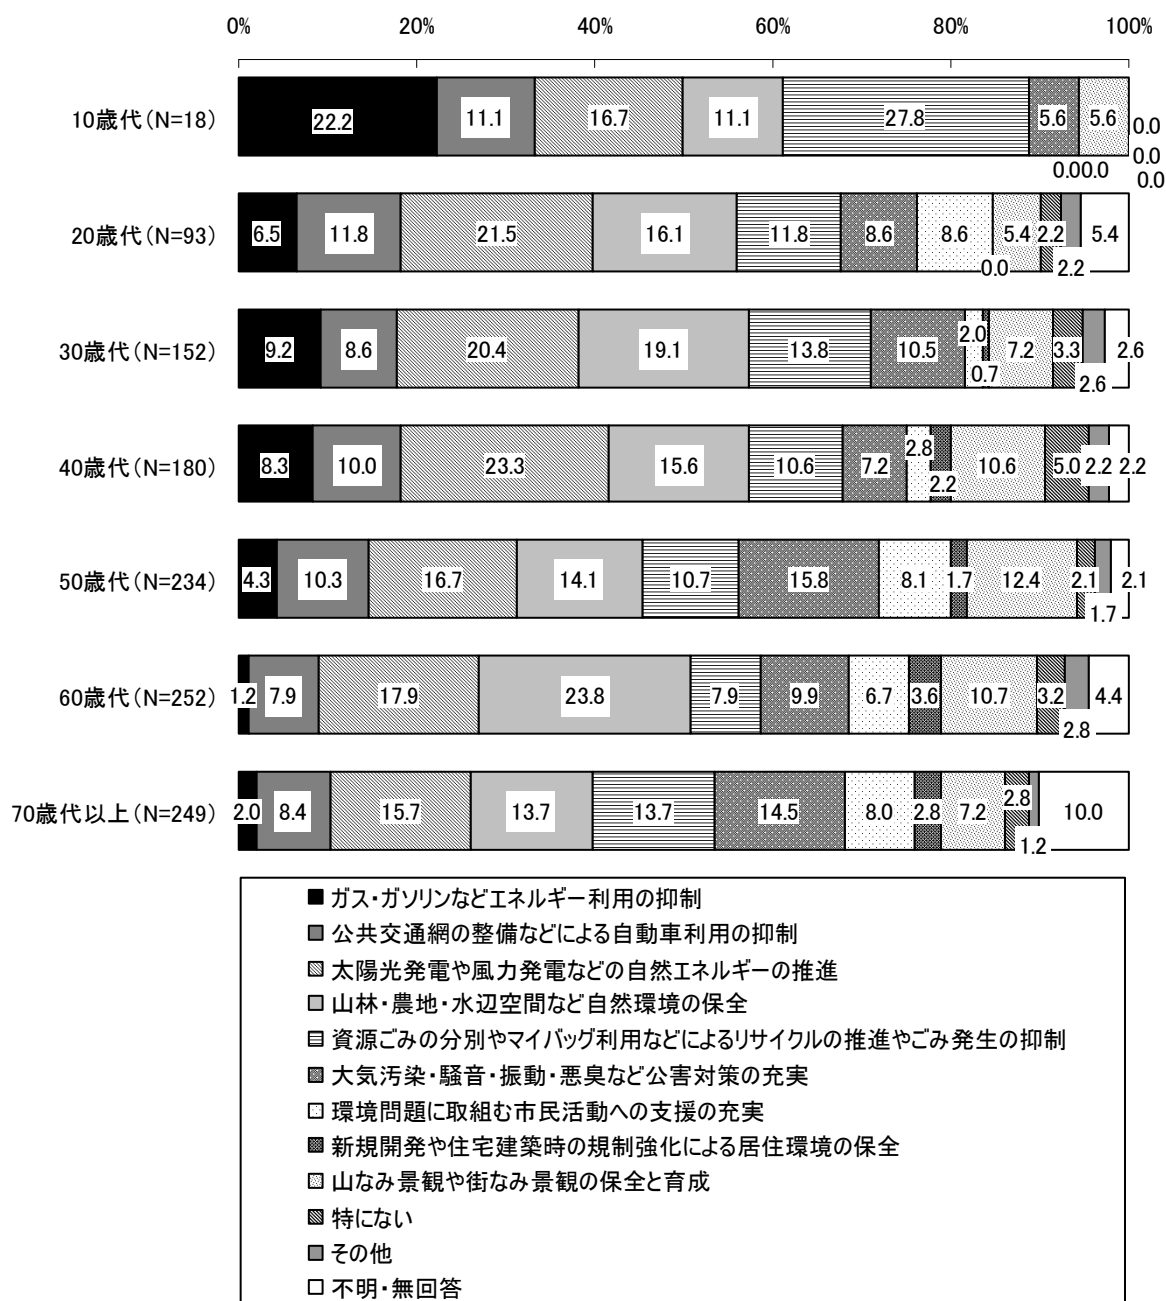 0% 20% 40% 60% 80% 100%
10歳代(N=18) 22.2 11.1 16.7 11.1 27.8 5.6 5.6 0.0
0.0
0.00.0 0.0
20歳代(N=93) 6.5 11.8 21.5 16.1 11.8 8.6 8.6 5.4 2.2 5.4
0.0 2.2
30歳代(N=152) 9.2 8.6 20.4 19.1 13.8 10.5 2.0 7.2 3.3 2.6
0.7 2.6
40歳代(N=180) 8.3 10.0 23.3 15.6 10.6 7.2 2.8 10.6 5.0 2.2 2.2
2.2
50歳代(N=234) 4.3 10.3 16.7 14.1 10.7 15.8 8.1 1.7 12.4 2.1 2.1
1.7
60歳代(N=252) 1.2 7.9 17.9 23.8 7.9 9.9 6.7 3.6 10.7 3.2 4.4
2.8
70歳代以上(N=249) 2.0 8.4 15.7 13.7 13.7 14.5 8.0 2.8 7.2 2.8 10.0
1.2
ガス・ガソリンなどエネルギー利用の抑制
公共交通網の整備などによる自動車利用の抑制
太陽光発電や風力発電などの自然エネルギーの推進
山林・農地・水辺空間など自然環境の保全
資源ごみの分別やマイバッグ利用などによるリサイクルの推進やごみ発生の抑制
大気汚染・騒音・振動・悪臭など公害対策の充実
環境問題に取組む市民活動への支援の充実
新規開発や住宅建築時の規制強化による居住環境の保全
山なみ景観や街なみ景観の保全と育成
特にない
その他
不明・無回答